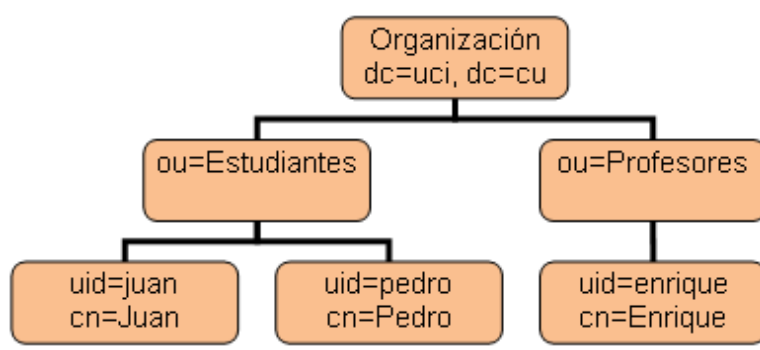 Organización
dc=uci, dc=cu
ou=Estudiantes
ou=Profesores
uid=juan
cn=Juan
uid=pedro
cn=Pedro
uid=enrique
cn=Enrique